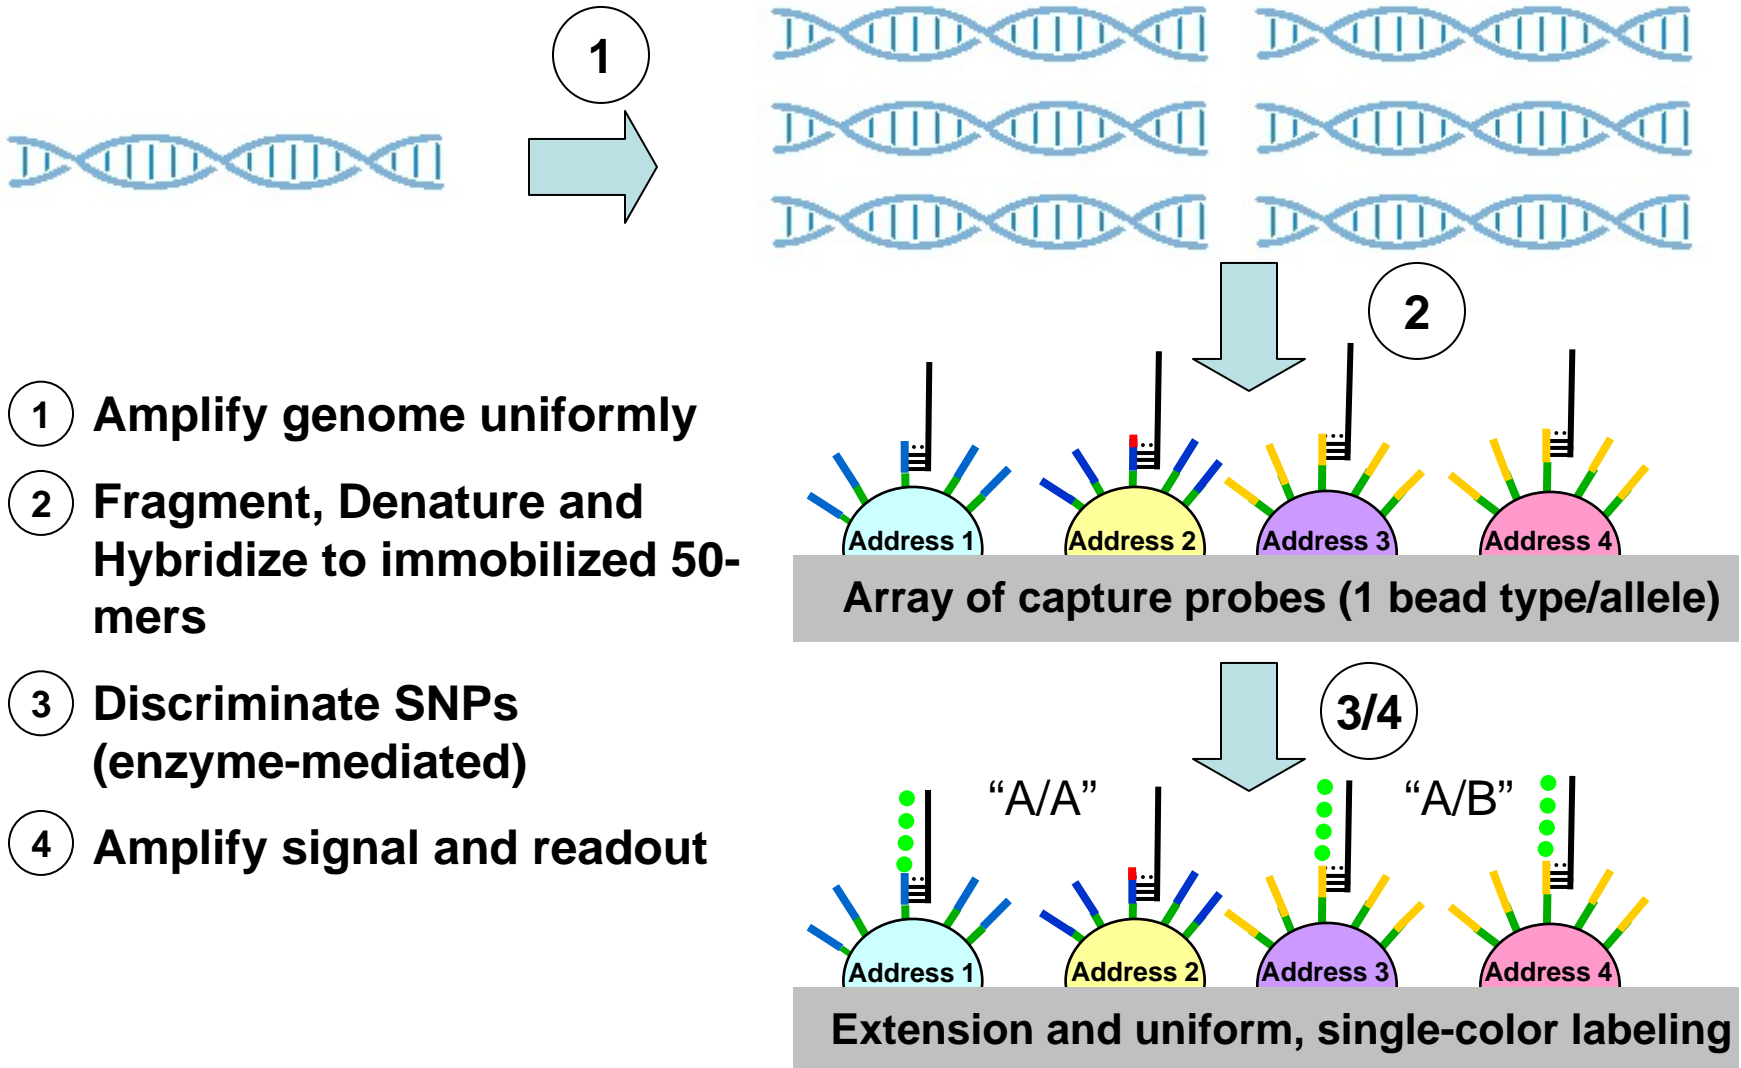 1
2
1 Amplify genome uniformly
2 Fragment, Denature and
Hybridize to immobilized 50-
mers
3 Discriminate SNPs
(enzyme-mediated)
4 Amplify signal and readout
Address 1 Address 2 Address 3 Address 4
Array of capture probes (1 bead type/allele)
3/4
“A/A” “A/B”
Address 1 Address 2 Address 3 Address 4
Extension and uniform, single-color labeling